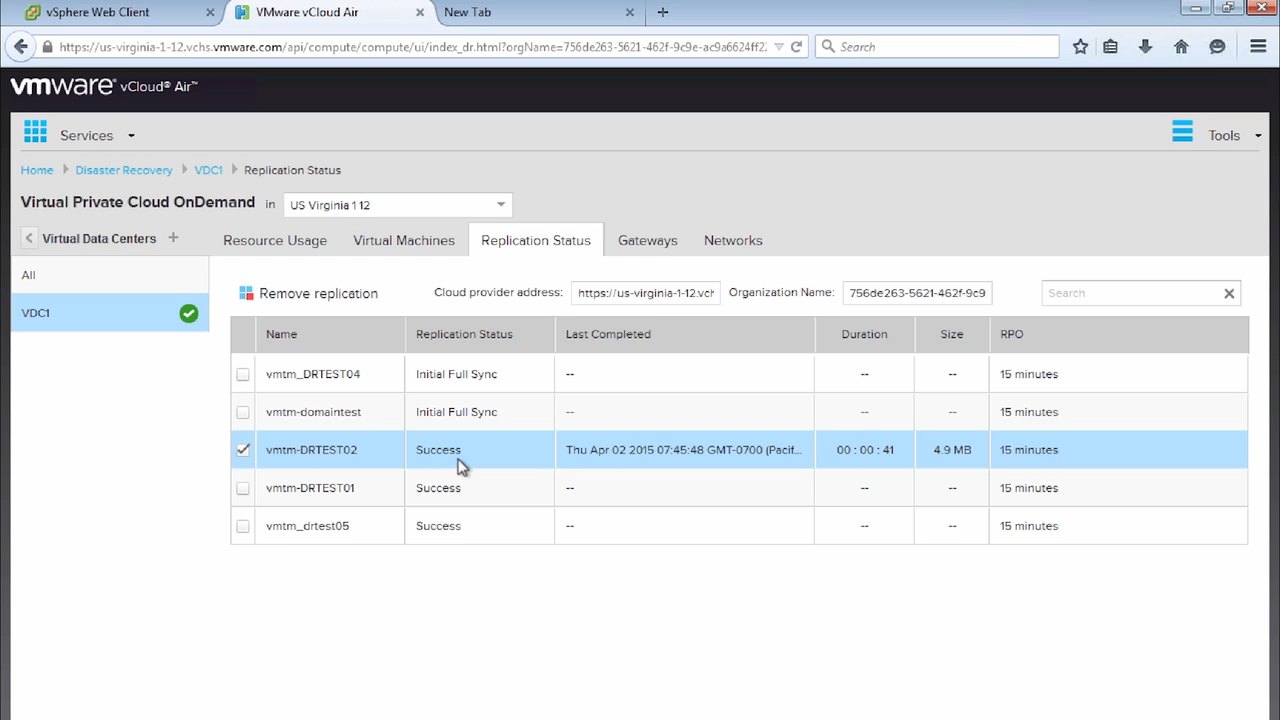 vSphere Web Client
VMware vCloud Air
New Tab
https://us-virginia-1-12.vchs.vmware.com/api/compute/compute/ui/index_dr.html?orgName=756de263-5621-462f-9c9e-ac9a6624ff2
Search
vmware® vCloud® Air™
Services
Tools
Home Disaster Recovery VDC1 Replication Status
Virtual Private Cloud OnDemand in US Virginia 1 12
Virtual Data Centers +
Resource Usage Virtual Machines Replication Status Gateways Networks
All
VDC1
Remove replication Cloud provider address: https://us-virginia-1-12.vcl Organization Name: 756de263-5621-462f-9c9 Search
Name Replication Status Last Completed Duration Size RPO
vmtm_DRTEST04 Initial Full Sync -- -- -- 15 minutes
vmtm-domaintest Initial Full Sync -- -- -- 15 minutes
vmtm-DRTEST02 Success Thu Apr 02 2015 07:45:48 GMT-0700 (Pacif... 00 : 00 : 41 4.9 MB 15 minutes
vmtm-DRTEST01 Success -- -- -- 15 minutes
vmtm_drtest05 Success -- -- -- 15 minutes